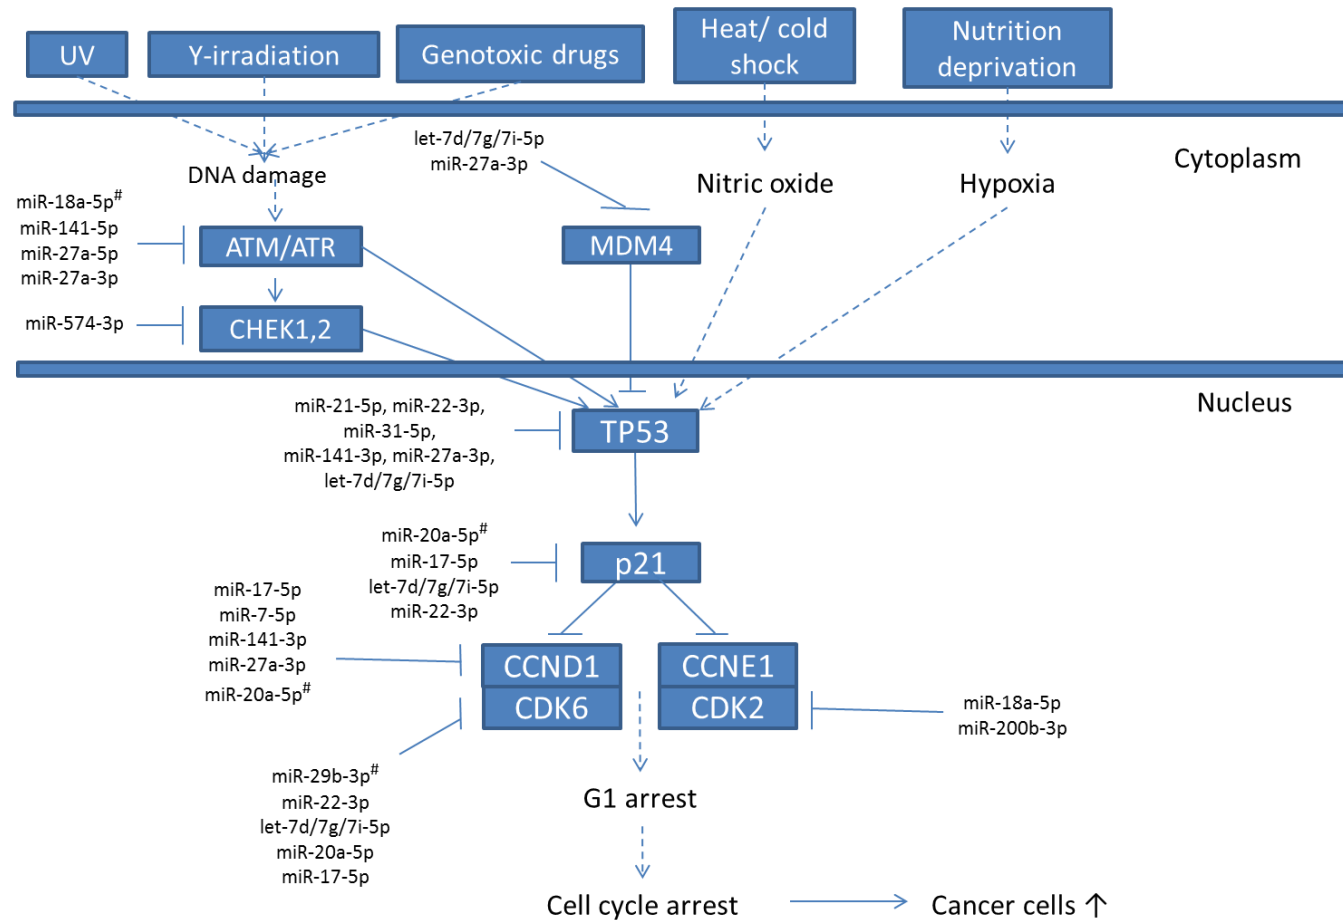 UV
Y-irradiation
Genotoxic drugs
Heat/ cold
shock
Nutrition
deprivation
let-7d/7g/7i-5p
miR-27a-3p
Cytoplasm
DNA damage
Nitric oxide
Hypoxia
miR-18a-5p#
miR-141-5p
miR-27a-5p
miR-27a-3p
ATM/ATR
MDM4
miR-574-3p
CHEK1,2
Nucleus
miR-21-5p, miR-22-3p,
miR-31-5p,
miR-141-3p, miR-27a-3p,
let-7d/7g/7i-5p
TP53
miR-20a-5p#
miR-17-5p
let-7d/7g/7i-5p
miR-22-3p
p21
miR-17-5p
miR-7-5p
miR-141-3p
miR-27a-3p
miR-20a-5p#
CCND1
CDK6
CCNE1
CDK2
miR-18a-5p
miR-200b-3p
miR-29b-3p#
miR-22-3p
let-7d/7g/7i-5p
miR-20a-5p
miR-17-5p
G1 arrest
Cell cycle arrest
Cancer cells ↑